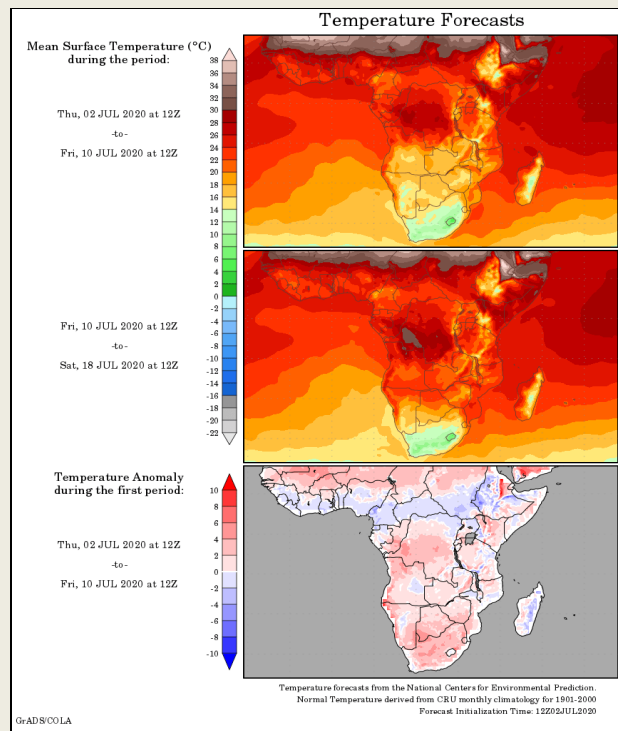 Temperature Forecasts
Mean Surface Temperature (°C)
during the period:
38
36
34
32
30
28
26
24
22
20
18
16
14
12
10
8
6
4
2
0
-2
-4
-6
-8
-10
-12
-14
-16
-18
-20
-22
Thu, 02 JUL 2020 at 12Z
-to-
Fri, 10 JUL 2020 at 12Z
Fri, 10 JUL 2020 at 12Z
-to-
Sat, 18 JUL 2020 at 12Z
Temperature Anomaly
during the first period:
10
8
6
4
2
0
-2
-4
-6
-8
-10
Thu, 02 JUL 2020 at 12Z
-to-
Fri, 10 JUL 2020 at 12Z
Temperature forecasts from the National Centers for Environmental Prediction.
Normal Temperature derived from CRU monthly climatology for 1901-2000
Forecast Initialization Time: 12Z02JUL2020
GrADS/COLA